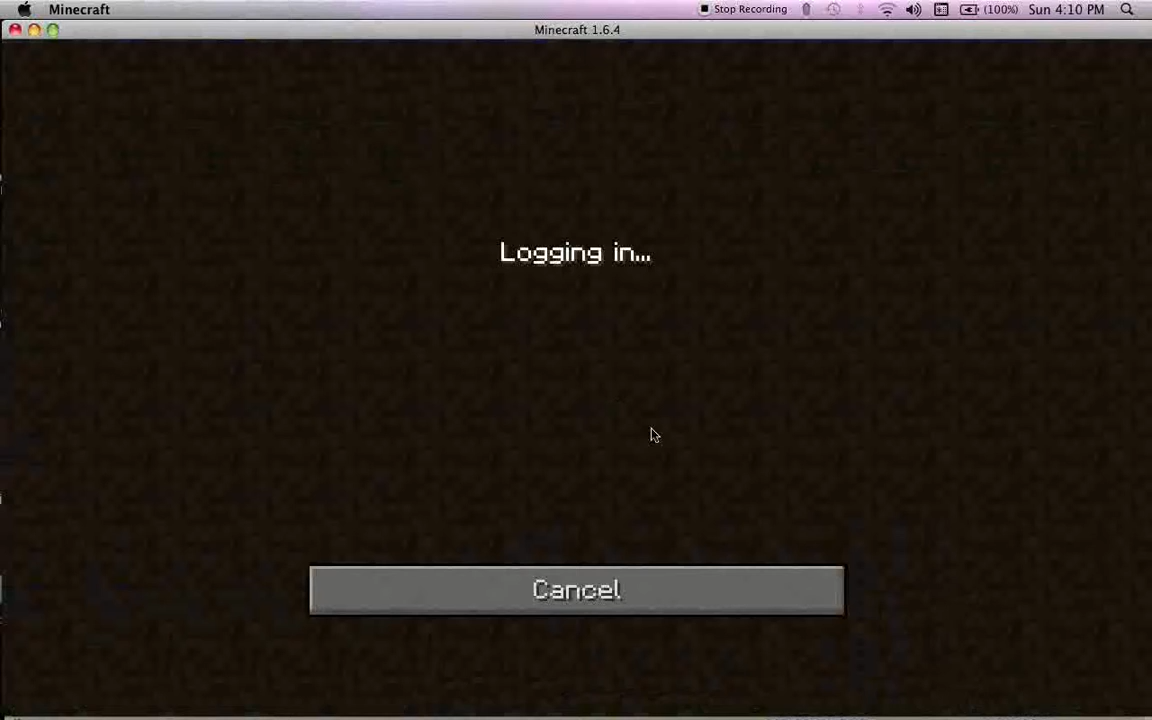 Minecraft
Stop Recording
(100%)
Sun 4:10 PM
Minecraft 1.6.4
Logging in...
Cancel